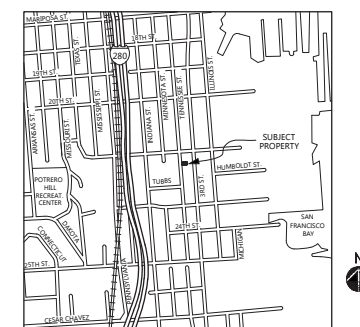 MARIPOSA ST.
18TH ST.
TEXAS ST.
280
19TH ST.
MISSISSIPPI ST.
20TH ST.
INDIANA ST.
MINNESOTA ST.
TENNESSEE ST.
ILLINOIS ST.
ARKANSAS ST.
MISSOURI ST.
SUBJECT
PROPERTY
HUMBOLDT ST.
TUBBS
3RD ST.
POTRERO
HILL
RECREAT.
CENTER
DAKOTA
CONNECTICUT
24TH ST.
MICHIGAN
SAN
FRANCISCO
BAY
25TH ST.
PENNSYLVANIA
CESAR CHAVEZ
N